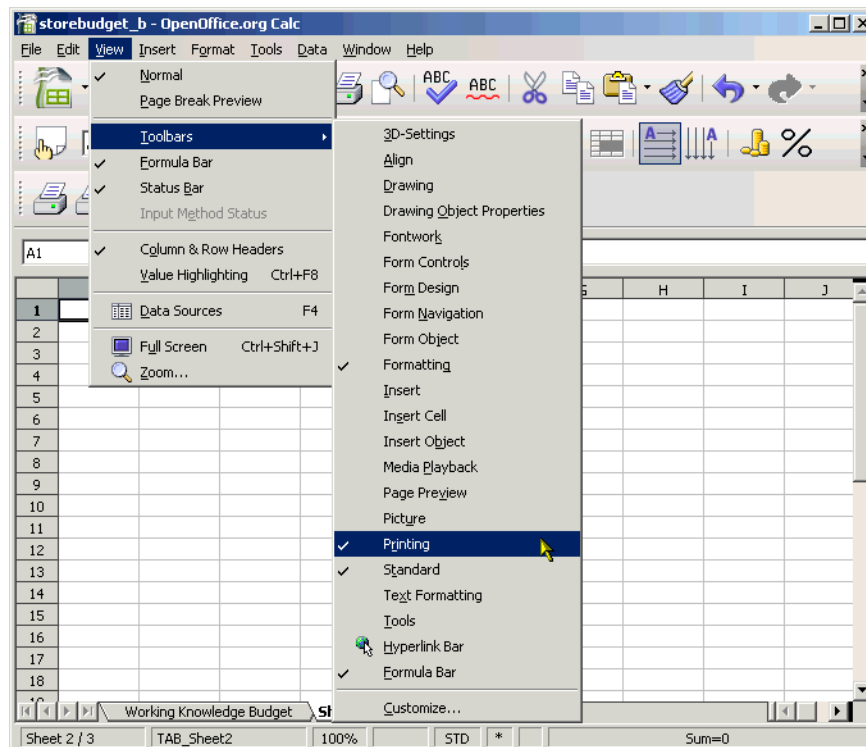 storebudget_b - OpenOffice.org Calc
File Edit View Insert Format Tools Data Window Help
Normal
Page Break Preview
Toolbars
Formula Bar
Status Bar
Input Method Status
Column & Row Headers
Value Highlighting Ctrl+F8
Data Sources F4
Full Screen Ctrl+Shift+J
Zoom...
3D-Settings
Align
Drawing
Drawing Object Properties
Fontwork
Form Controls
Form Design
Form Navigation
Form Object
Formatting
Insert
Insert Cell
Insert Object
Media Playback
Page Preview
Picture
Printing
Standard
Text Formatting
Tools
Hyperlink Bar
Formula Bar
Customize...
ABC ABC
A A %
A1
H I J
1
2
3
4
5
6
7
8
9
10
11
12
13
14
15
16
17
18
Working Knowledge Budget Sh
Sheet 2 / 3 TAB_Sheet2 100% STD * Sum=0